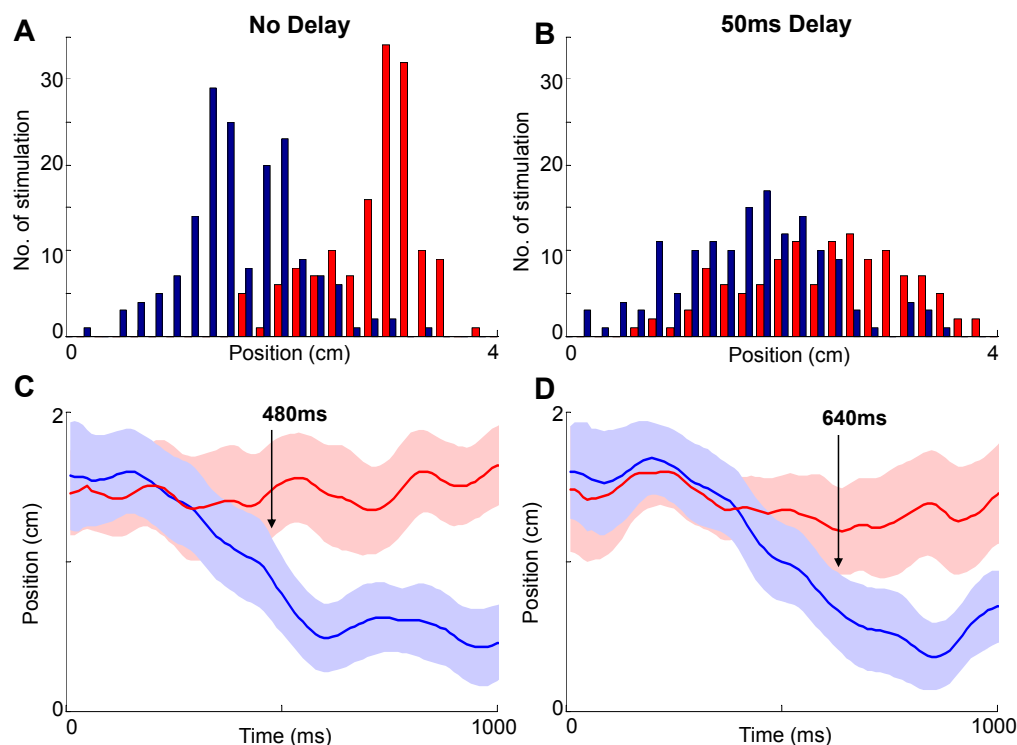 A
No Delay
B
50ms Delay
No. of stimulation
30
20
10
0
0
Position (cm)
4
No. of stimulation
30
20
10
0
0
Position (cm)
4
C
480ms
D
640ms
Position (cm)
2
0
0
Time (ms)
1000
Position (cm)
2
0
0
Time (ms)
1000